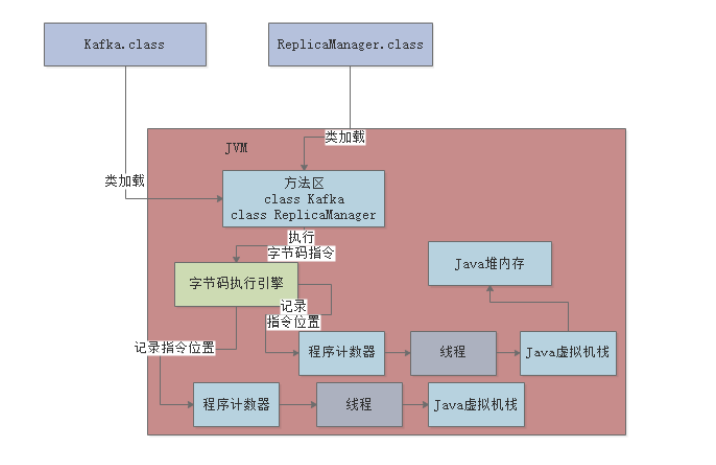 Kafka.class
ReplicaManager.class
类加载
JVM
类加载
方法区
class Kafka
class ReplicaManager
执行
字节码指令
Java堆内存
字节码执行引擎
记录
指令位置
记录指令位置
程序计数器
线程
Java虚拟机栈
程序计数器
线程
Java虚拟机栈